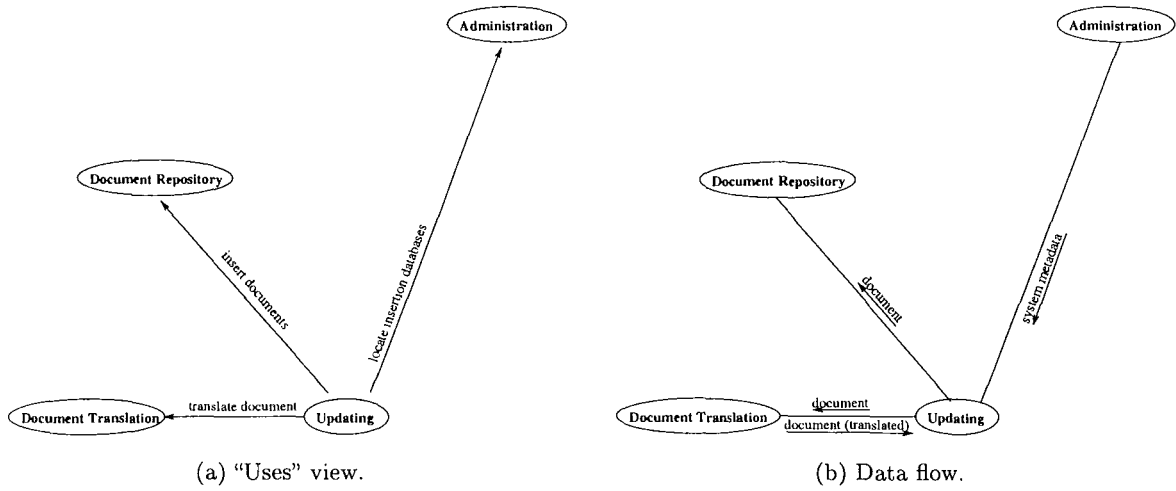 Administration
Document Repository
insert documents
locate insertion databases
translate document
Document Translation
Updating
(a) “Uses” view.
Administration
Document Repository
document
system metadata
document
Document Translation
document (translated)
Updating
(b) Data flow.